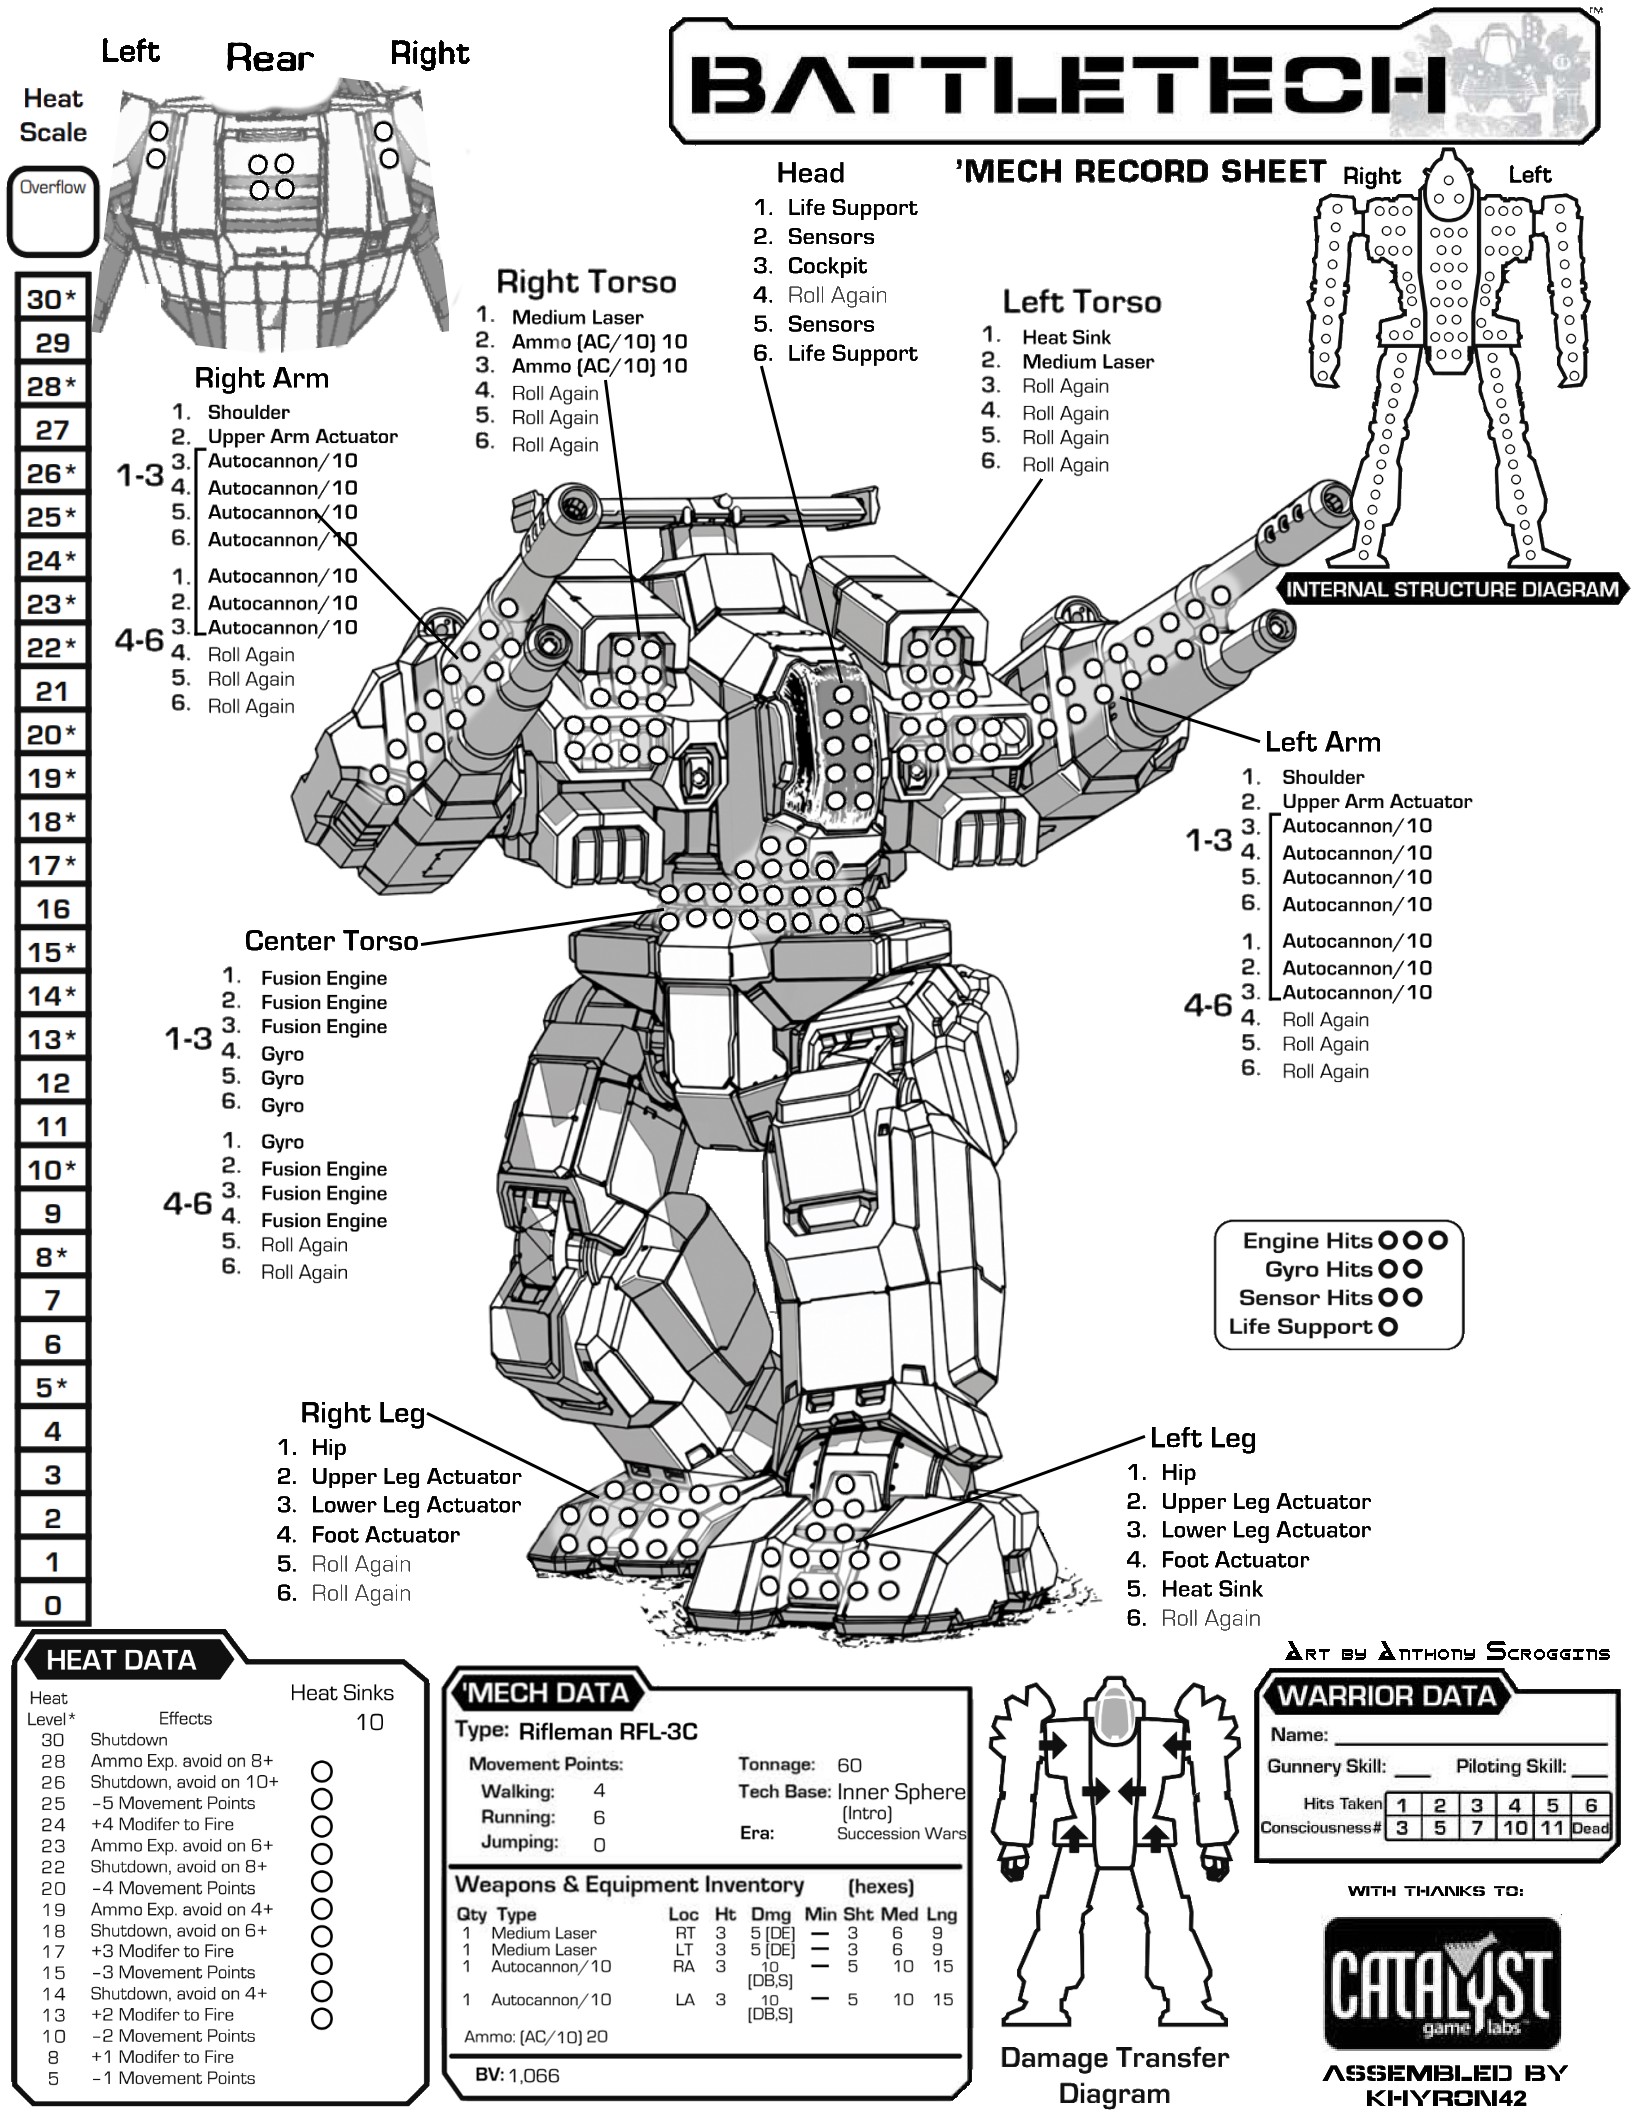 Left
Rear
Right
BATTLETECH
™
'MECH RECORD SHEET
Heat
Scale
Overflow
30*
29
28*
27
26*
25*
24*
23*
22*
21
20*
19*
18*
17*
16
15*
14*
13*
12
11
10*
9
8*
7
6
5*
4
3
2
1
0
Head
1. Life Support
2. Sensors
3. Cockpit
4. Roll Again
5. Sensors
6. Life Support
Right Torso
1. Medium Laser
2. Ammo (AC/10) 10
3. Ammo (AC/10) 10
4. Roll Again
5. Roll Again
6. Roll Again
Left Torso
1. Heat Sink
2. Medium Laser
3. Roll Again
4. Roll Again
5. Roll Again
6. Roll Again
Right
Left
INTERNAL STRUCTURE DIAGRAM
Right Arm
1. Shoulder
2. Upper Arm Actuator
1-3
3. Autocannon/10
4. Autocannon/10
5. Autocannon/10
6. Autocannon/10
1. Autocannon/10
2. Autocannon/10
3. Autocannon/10
4-6
4. Roll Again
5. Roll Again
6. Roll Again
Left Arm
1. Shoulder
2. Upper Arm Actuator
1-3
3. Autocannon/10
4. Autocannon/10
5. Autocannon/10
6. Autocannon/10
1. Autocannon/10
2. Autocannon/10
3. Autocannon/10
4-6
4. Roll Again
5. Roll Again
6. Roll Again
Center Torso
1. Fusion Engine
2. Fusion Engine
3. Fusion Engine
1-3
4. Gyro
5. Gyro
6. Gyro
1. Gyro
2. Fusion Engine
3. Fusion Engine
4-6
4. Fusion Engine
5. Roll Again
6. Roll Again
Engine Hits
Gyro Hits
Sensor Hits
Life Support
Right Leg
1. Hip
2. Upper Leg Actuator
3. Lower Leg Actuator
4. Foot Actuator
5. Roll Again
6. Roll Again
Left Leg
1. Hip
2. Upper Leg Actuator
3. Lower Leg Actuator
4. Foot Actuator
5. Heat Sink
6. Roll Again
HEAT DATA
Heat
Level* Effects
Heat Sinks
10
30 Shutdown
28 Ammo Exp. avoid on 8+
26 Shutdown, avoid on 10+
25 -5 Movement Points
24 +4 Modifer to Fire
23 Ammo Exp. avoid on 6+
22 Shutdown, avoid on 8+
20 -4 Movement Points
19 Ammo Exp. avoid on 4+
18 Shutdown, avoid on 6+
17 +3 Modifer to Fire
15 -3 Movement Points
14 Shutdown, avoid on 4+
13 +2 Modifer to Fire
10 -2 Movement Points
8 +1 Modifer to Fire
5 -1 Movement Points
'MECH DATA
Type: Rifleman RFL-3C
Movement Points:
Walking: 4
Running: 6
Jumping: 0
Tonnage: 60
Tech Base: Inner Sphere
(Intro)
Era: Succession Wars
Weapons & Equipment Inventory (hexes)
Qty Type Loc Ht Dmg Min Sht Med Lng
1 Medium Laser RT 3 5 [DE] — 3 6 9
1 Medium Laser LT 3 5 [DE] — 3 6 9
1 Autocannon/10 RA 3 10 — 5 10 15
[DB,S]
1 Autocannon/10 LA 3 10 — 5 10 15
[DB,S]
Ammo: (AC/10) 20
BV: 1,066
Damage Transfer
Diagram
Art by Anthony Scroggins
WARRIOR DATA
Name:
Gunnery Skill: Piloting Skill:
Hits Taken 1 2 3 4 5 6
Consciousness# 3 5 7 10 11 Dead
WITH THANKS TO:
CATALYST
game labs
ASSEMBLED BY
KHYRON42